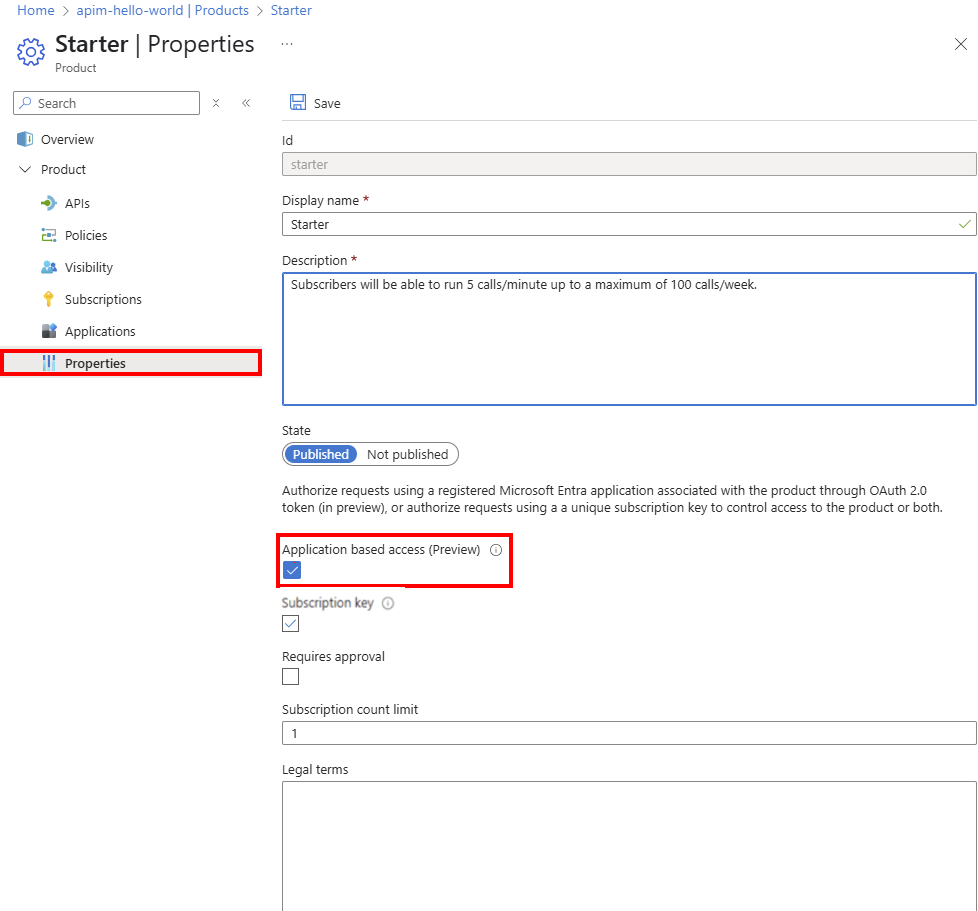 Home > apim-hello-world | Products > Starter
Starter | Properties ...
Product
Search
Save
Overview
Product
APIs
Policies
Visibility
Subscriptions
Applications
Properties
Id
starter
Display name *
Starter
Description *
Subscribers will be able to run 5 calls/minute up to a maximum of 100 calls/week.
State
Published Not published
Authorize requests using a registered Microsoft Entra application associated with the product through OAuth 2.0
token (in preview), or authorize requests using a a unique subscription key to control access to the product or both.
Application based access (Preview)
Subscription key
Requires approval
Subscription count limit
1
Legal terms